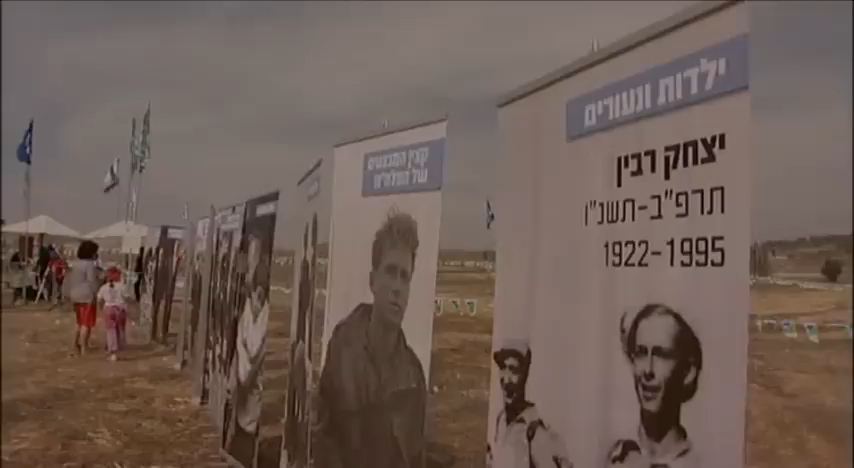 ילדות ונעורים
יצחק רבין
תרפ"ב-תשנ"ו
1922-1995
קצין המבצעים
של הפלמ"ח